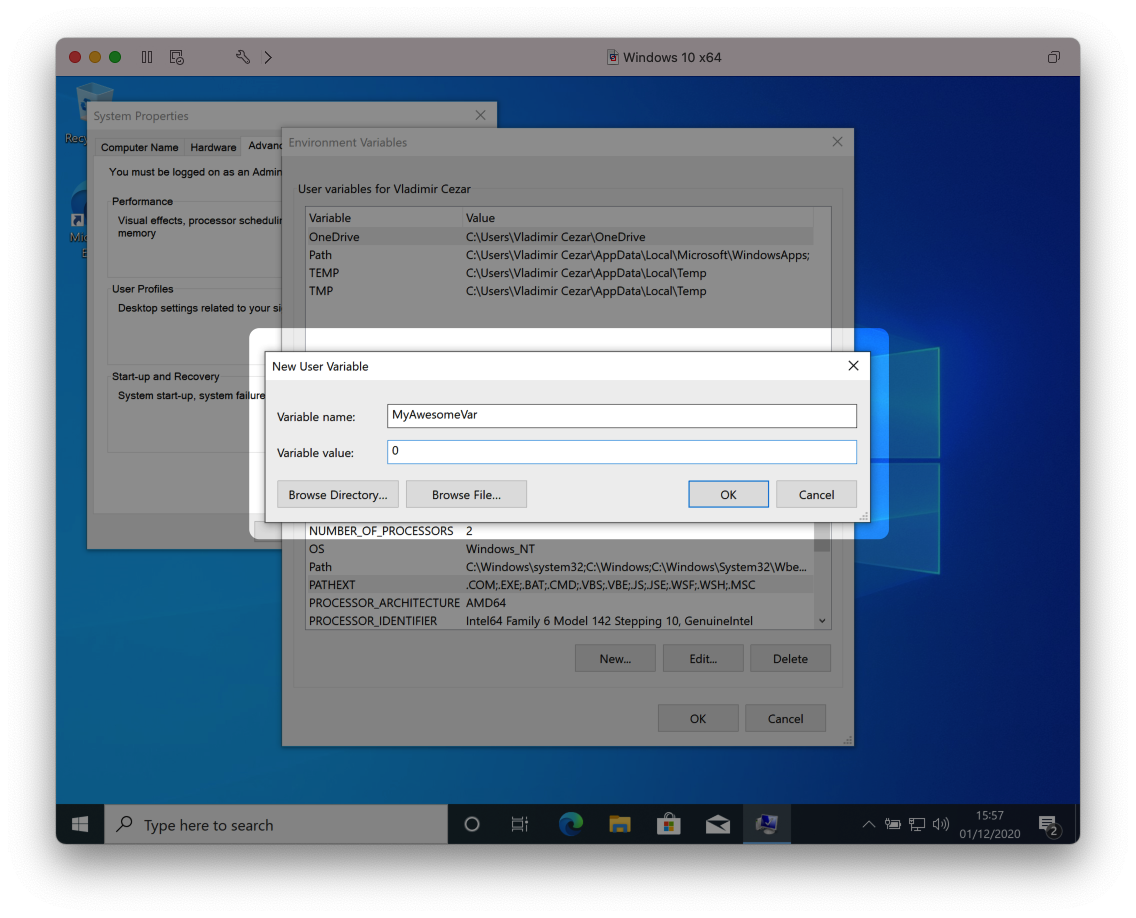 Windows 10 x64
System Properties
Computer Name Hardware Advanc
You must be logged on as an Admin
Performance
Visual effects, processor schedulin
memory
User Profiles
Desktop settings related to your si
Start-up and Recovery
System start-up, system failure
Environment Variables
User variables for Vladimir Cezar
Variable Value
OneDrive C:\Users\Vladimir Cezar\OneDrive
Path C:\Users\Vladimir Cezar\AppData\Local\Microsoft\WindowsApps;
TEMP C:\Users\Vladimir Cezar\AppData\Local\Temp
TMP C:\Users\Vladimir Cezar\AppData\Local\Temp
New User Variable
Variable name: MyAwesomeVar
Variable value: 0
Browse Directory... Browse File... OK Cancel
NUMBER_OF_PROCESSORS 2
OS Windows_NT
Path C:\Windows\system32;C:\Windows;C:\Windows\System32\Wbe...
PATHEXT .COM;.EXE;.BAT;.CMD;.VBS;.VBE;.JS;.JSE;.WSF;.WSH;.MSC
PROCESSOR_ARCHITECTURE AMD64
PROCESSOR_IDENTIFIER Intel64 Family 6 Model 142 Stepping 10, GenuineIntel
New... Edit... Delete
OK Cancel
Type here to search
15:57
01/12/2020
2